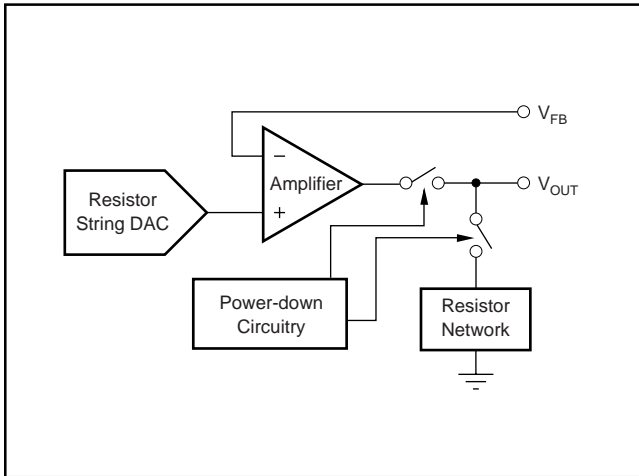 V_FB
−
Amplifier
+
V_OUT
Resistor
String DAC
Power-down
Circuitry
Resistor
Network